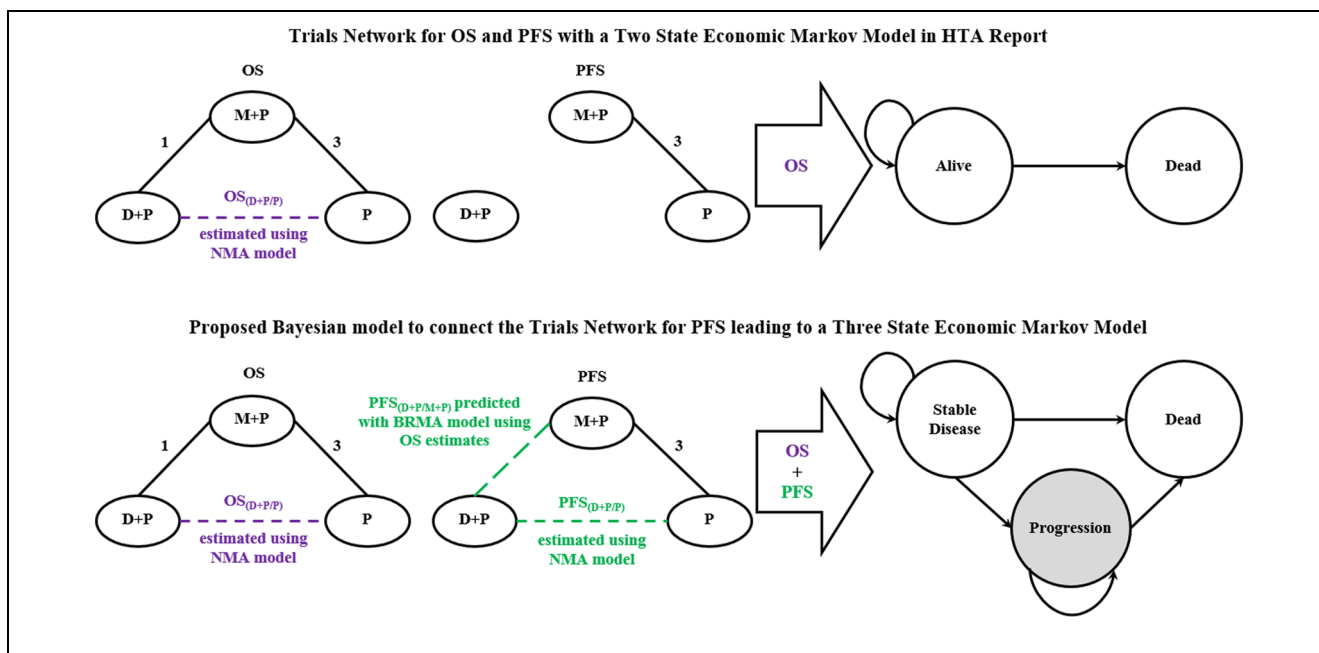 Trials Network for OS and PFS with a Two State Economic Markov Model in HTA Report
OS
PFS
M+P
M+P
1
3
3
OS
Alive
Dead
OS(D+P/P)
D+P
P
D+P
P
estimated using
NMA model
Proposed Bayesian model to connect the Trials Network for PFS leading to a Three State Economic Markov Model
OS
PFS
M+P
PFS(D+P/M+P) predicted
with BRMA model using
OS estimates
M+P
1
3
3
Stable
Disease
Dead
OS
+
PFS
OS(D+P/P)
PFS(D+P/P)
D+P
P
D+P
P
estimated using
NMA model
estimated using
NMA model
Progression